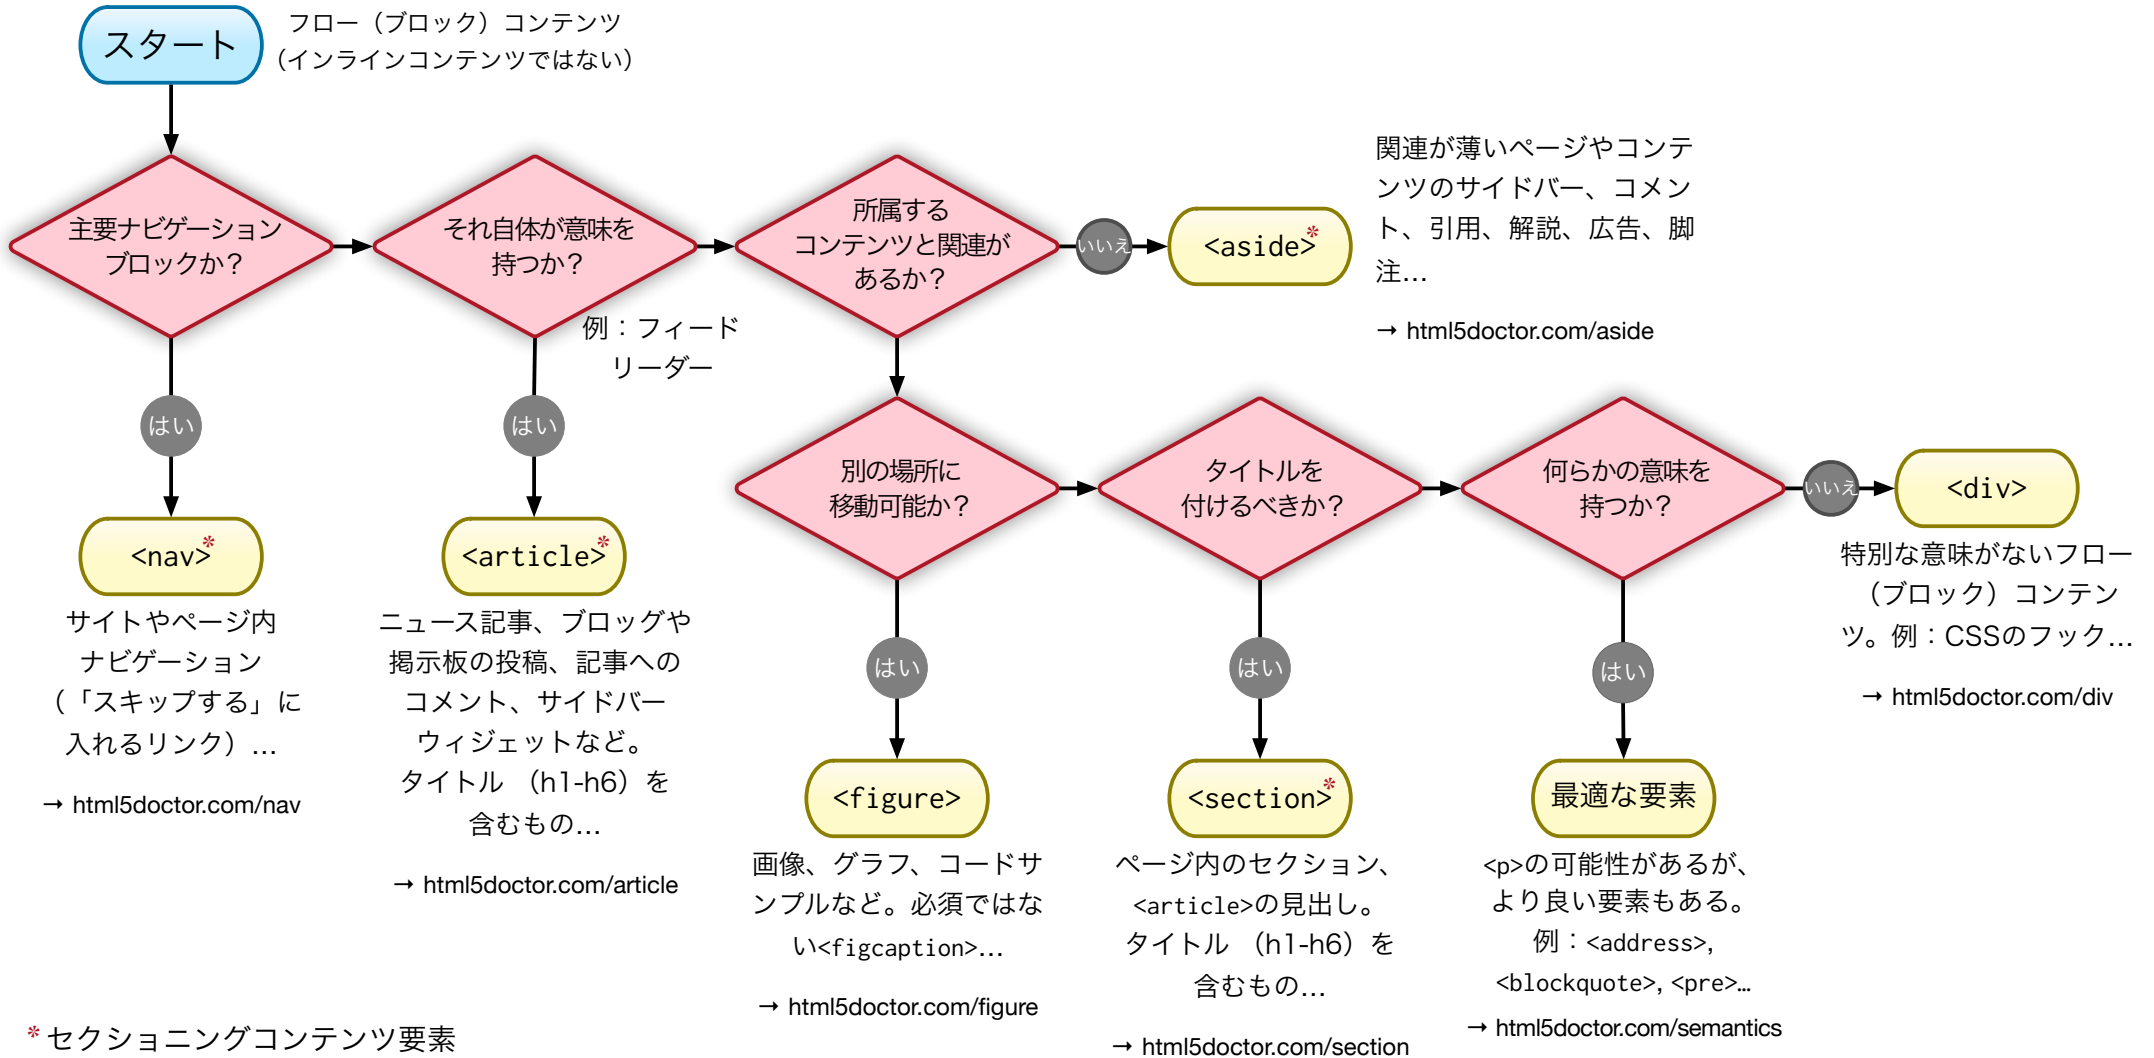 スタート
フロー（ブロック）コンテンツ
（インラインコンテンツではない）
主要ナビゲーション
ブロックか？
それ自体が意味を
持つか？
例：フィード
リーダー
所属する
コンテンツと関連が
あるか？
いいえ
<aside>*
関連が薄いページやコンテ
ンツのサイドバー、コメン
ト、引用、解説、広告、脚
注…
→ html5doctor.com/aside
はい
<nav>*
サイトやページ内
ナビゲーション
（「スキップする」に
入れるリンク）…
→ html5doctor.com/nav
はい
<article>*
ニュース記事、ブロッグや
掲示板の投稿、記事への
コメント、サイドバー
ウィジェットなど。
タイトル （h1-h6）を
含むもの…
→ html5doctor.com/article
別の場所に
移動可能か？
はい
<figure>
画像、グラフ、コードサ
ンプルなど。必須ではな
い<figcaption>…
→ html5doctor.com/figure
タイトルを
付けるべきか？
はい
<section>*
ページ内のセクション、
<article>の見出し。
タイトル （h1-h6）を
含むもの…
→ html5doctor.com/section
何らかの意味を
持つか？
はい
最適な要素
<p>の可能性があるが、
より良い要素もある。
例：<address>,
<blockquote>, <pre>…
→ html5doctor.com/semantics
いいえ
<div>
特別な意味がないフロー
（ブロック）コンテン
ツ。例：CSSのフック…
→ html5doctor.com/div
* セクショニングコンテンツ要素